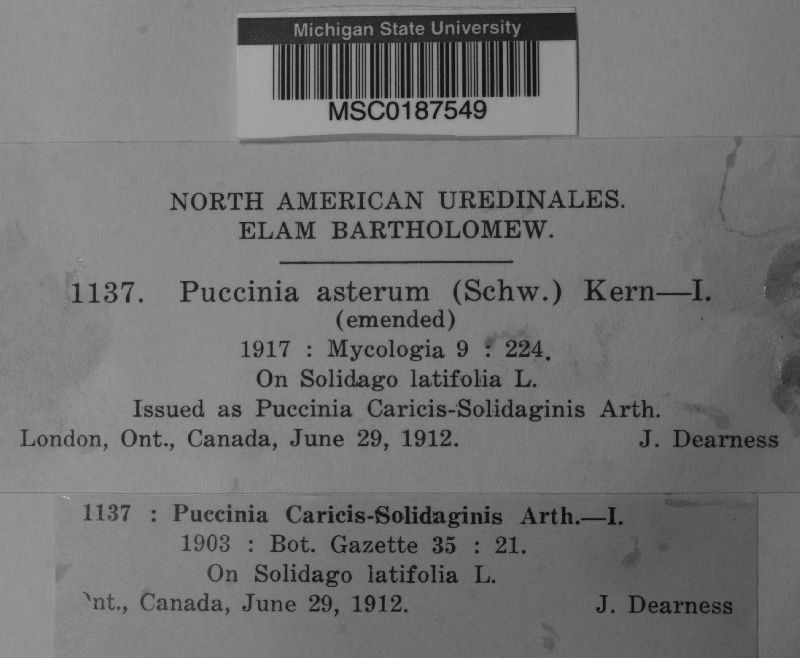 Michigan State University
MSC0187549
NORTH AMERICAN UREDINALES.
ELAM BARTHOLOMEW.
1137. Puccinia asterum (Schw.) Kern—I.
(emended)
1917 : Mycologia 9 : 224.
On Solidago latifolia L.
Issued as Puccinia Caricis-Solidaginis Arth.
London, Ont., Canada, June 29, 1912. J. Dearness
1137 : Puccinia Caricis-Solidaginis Arth.—I.
1903 : Bot. Gazette 35 : 21.
On Solidago latifolia L.
nt., Canada, June 29, 1912. J. Dearness